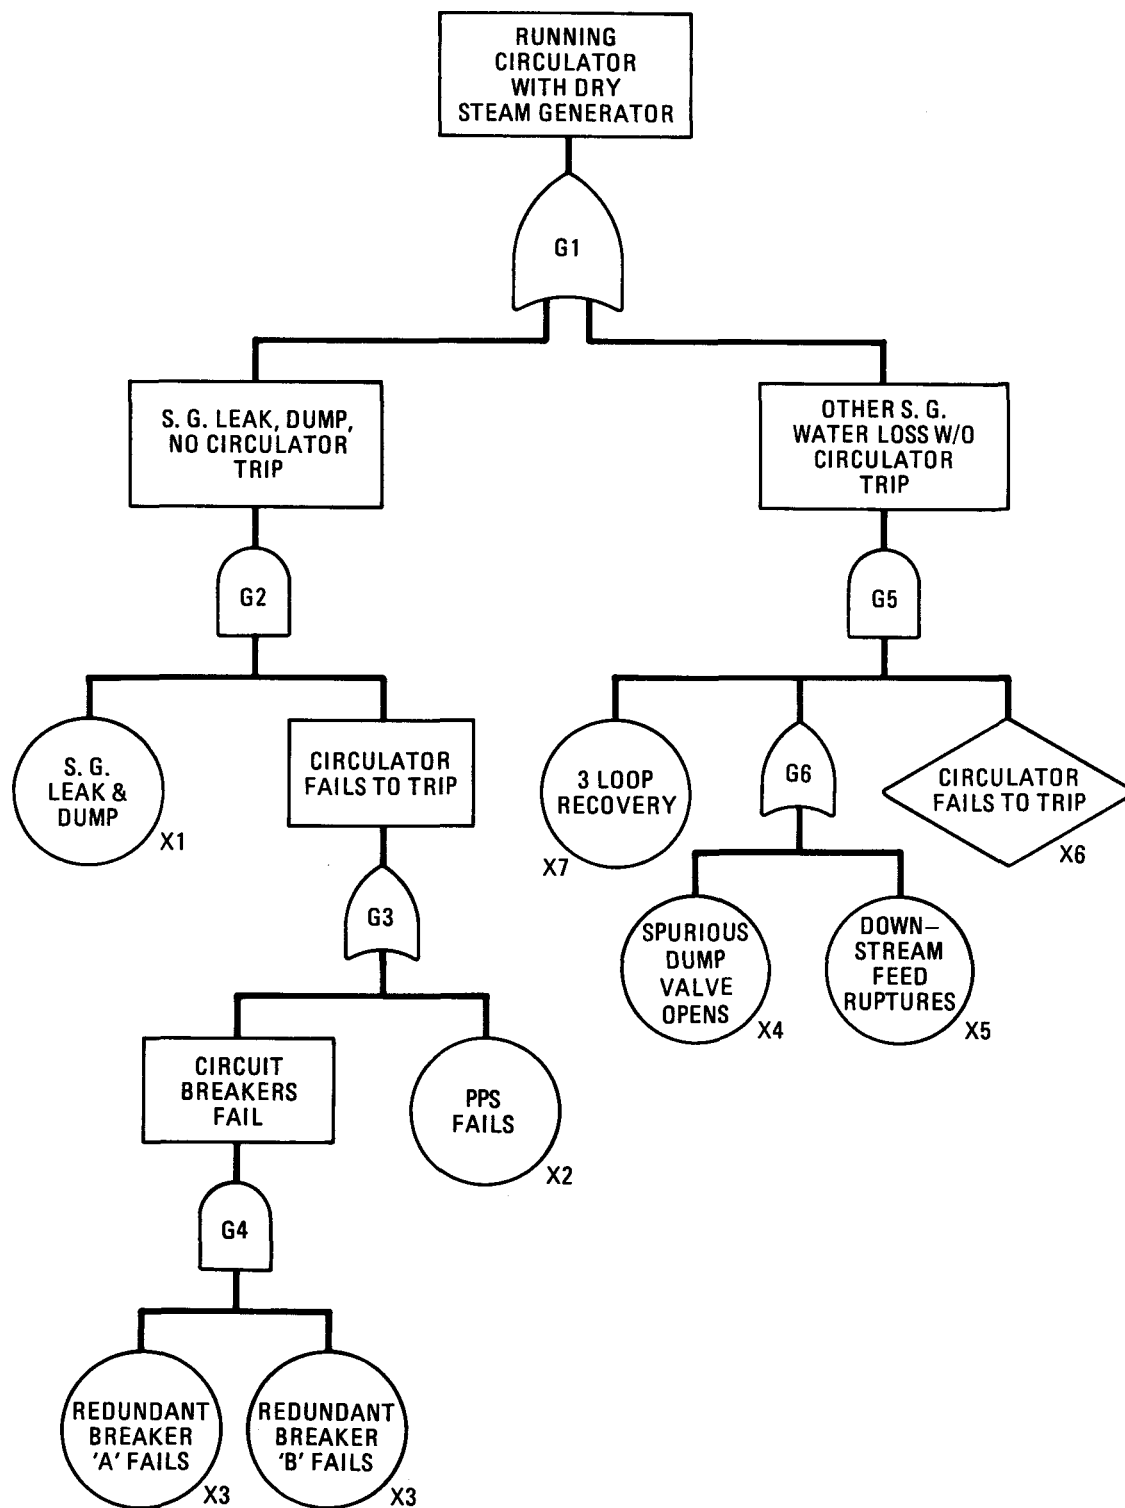 RUNNING
CIRCULATOR
WITH DRY
STEAM GENERATOR
G1
S. G. LEAK, DUMP,
NO CIRCULATOR
TRIP
OTHER S. G.
WATER LOSS W/O
CIRCULATOR
TRIP
G2
G5
S. G.
LEAK &
DUMP
X1
CIRCULATOR
FAILS TO TRIP
3 LOOP
RECOVERY
X7
G6
CIRCULATOR
FAILS TO TRIP
X6
G3
SPURIOUS
DUMP
VALVE
OPENS
X4
DOWN–
STREAM
FEED
RUPTURES
X5
CIRCUIT
BREAKERS
FAIL
PPS
FAILS
X2
G4
REDUNDANT
BREAKER
'A' FAILS
X3
REDUNDANT
BREAKER
'B' FAILS
X3